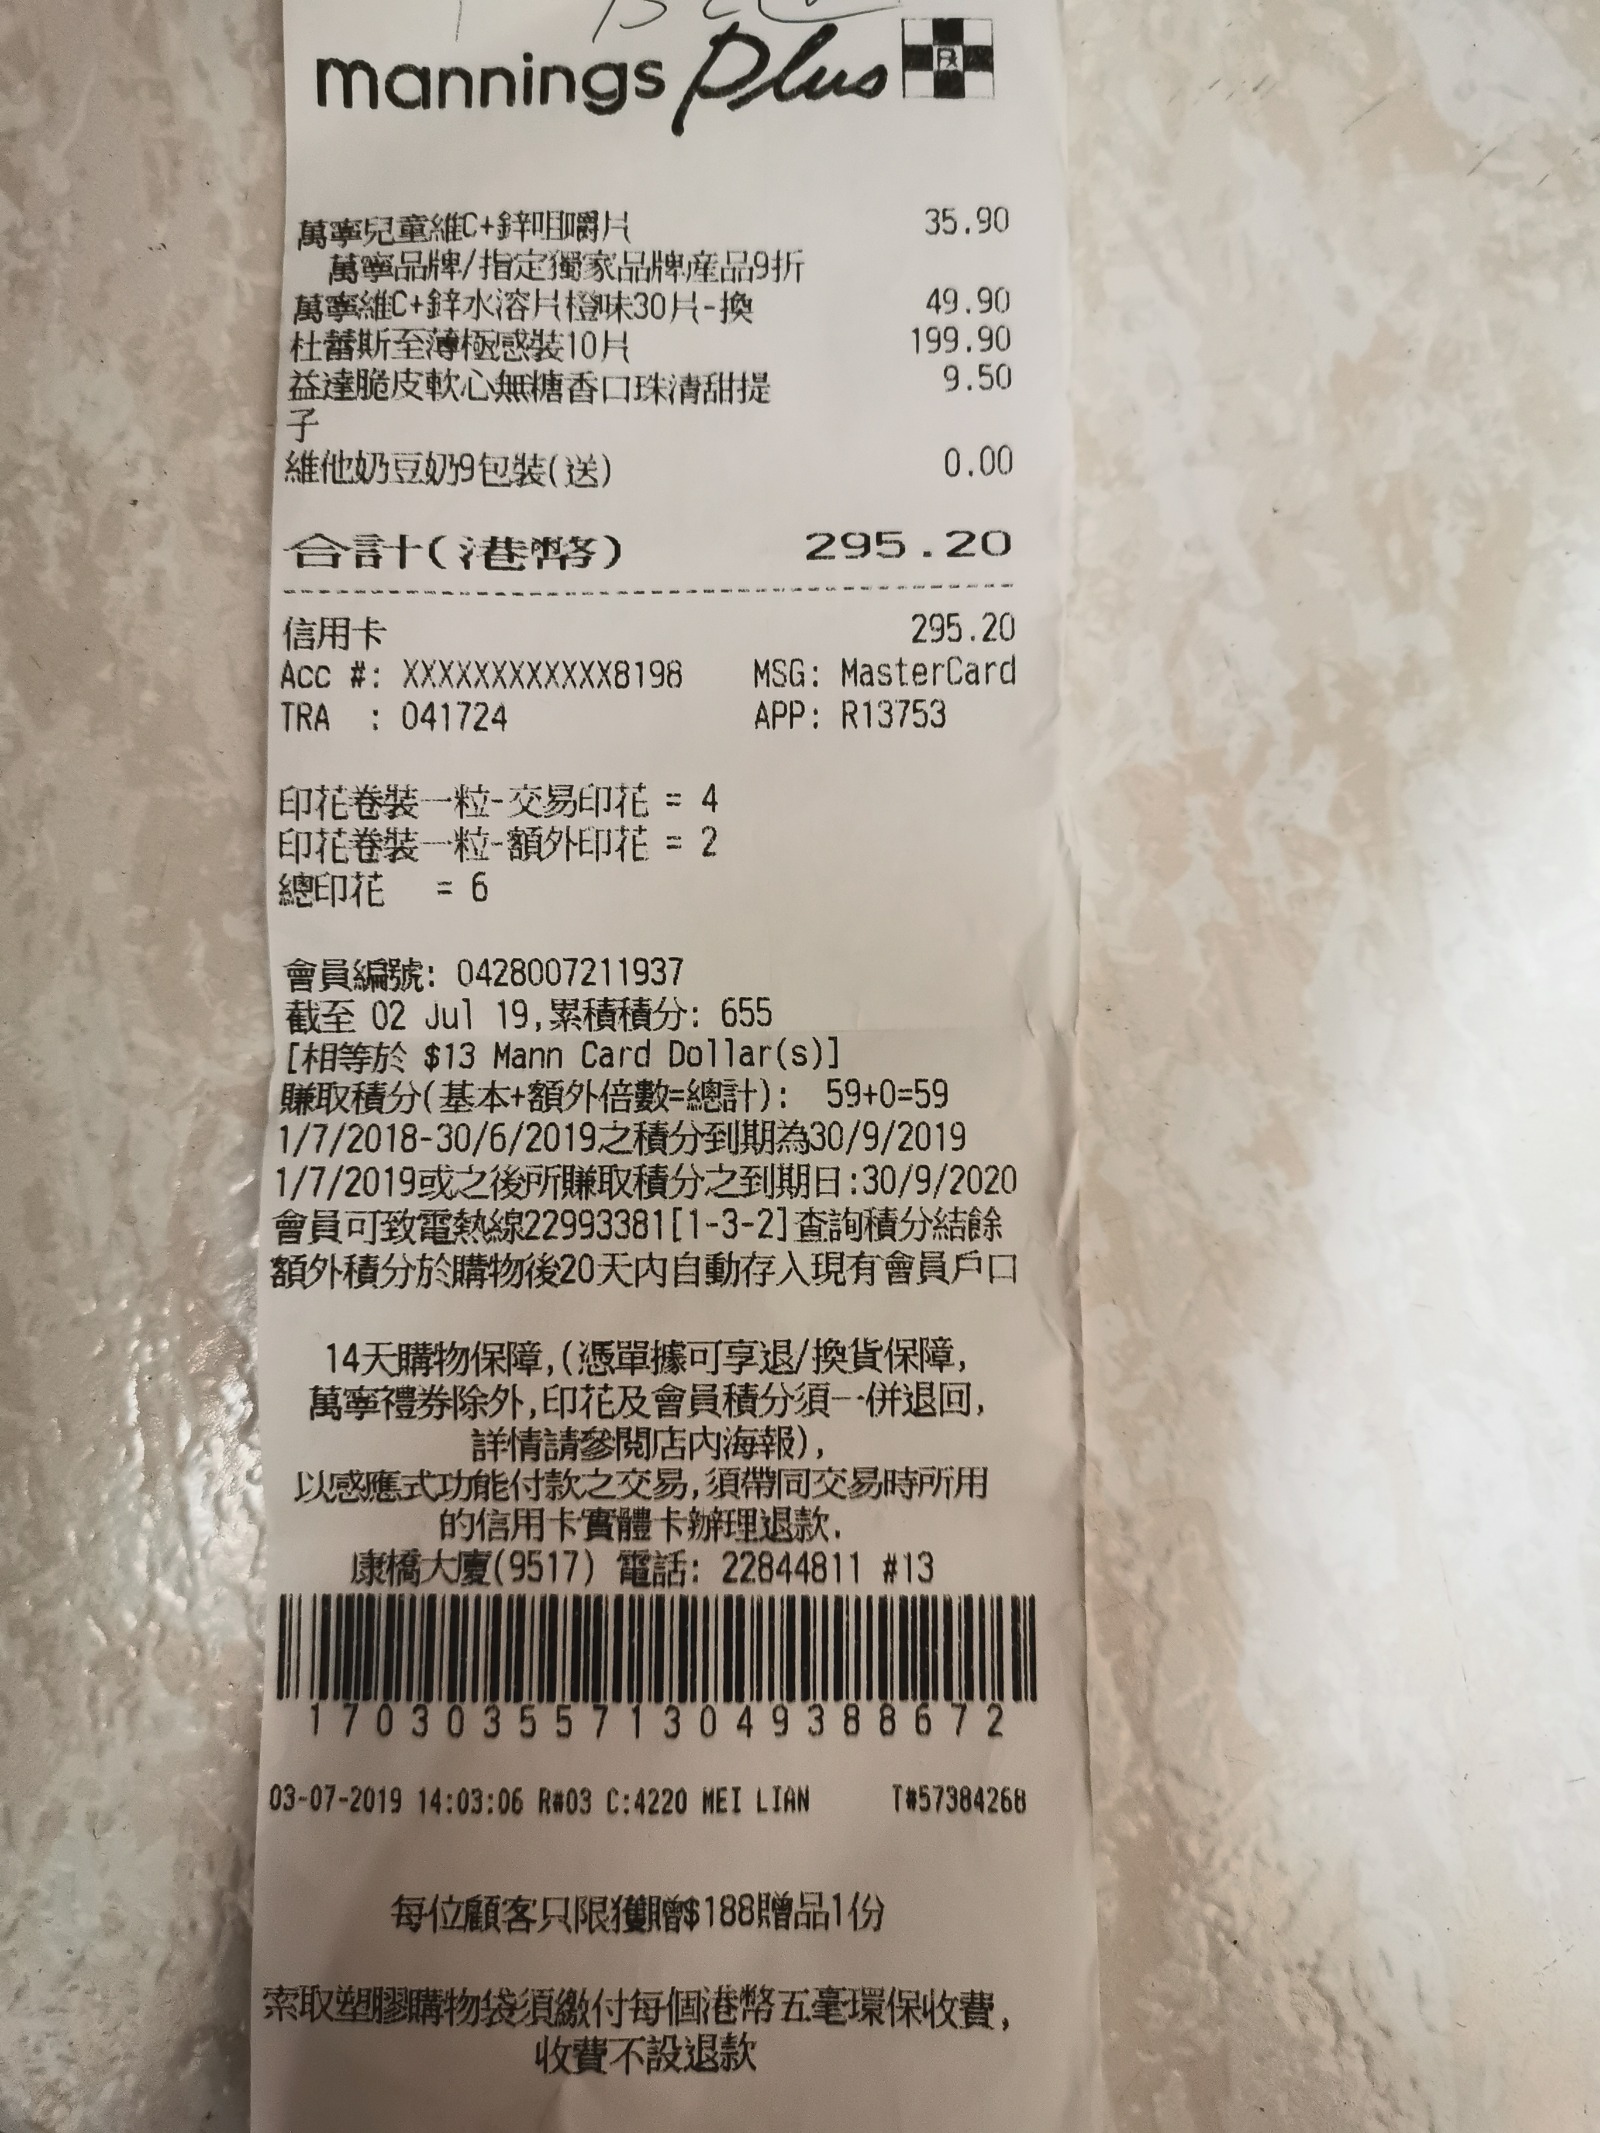 mannings Plus
萬寧兒童維C+鋅咀嚼片 35.90
萬寧品牌/指定獨家品牌產品9折
萬寧維C+鋅水溶片橙味30片-換 49.90
杜蕾斯至薄極感裝10片 199.90
益達脆皮軟心無糖香口珠清甜提 9.50
子
維他奶豆奶9包裝(送) 0.00
合計(港幣) 295.20
信用卡 295.20
Acc #: XXXXXXXXXXXX8198 MSG: MasterCard
TRA : 041724 APP: R13753
印花卷裝一粒-交易印花 = 4
印花卷裝一粒-額外印花 = 2
總印花 = 6
會員編號: 0428007211937
截至 02 Jul 19,累積積分: 655
[相等於 $13 Mann Card Dollar(s)]
賺取積分(基本+額外倍數=總計): 59+0=59
1/7/2018-30/6/2019之積分到期為30/9/2019
1/7/2019或之後所賺取積分之到期日:30/9/2020
會員可致電熱線22993381[1-3-2]查詢積分結餘
額外積分於購物後20天內自動存入現有會員戶口
14天購物保障,(憑單據可享退/換貨保障,
萬寧禮券除外,印花及會員積分須一併退回,
詳情請參閱店內海報),
以感應式功能付款之交易,須帶同交易時所用
的信用卡實體卡辦理退款.
康橋大廈(9517) 電話: 22844811 #13
17030355713049388672
03-07-2019 14:03:06 R#03 C:4220 MEI LIAN T#57384268
每位顧客只限獲贈$188贈品1份
索取塑膠購物袋須繳付每個港幣五毫環保收費,
收費不設退款